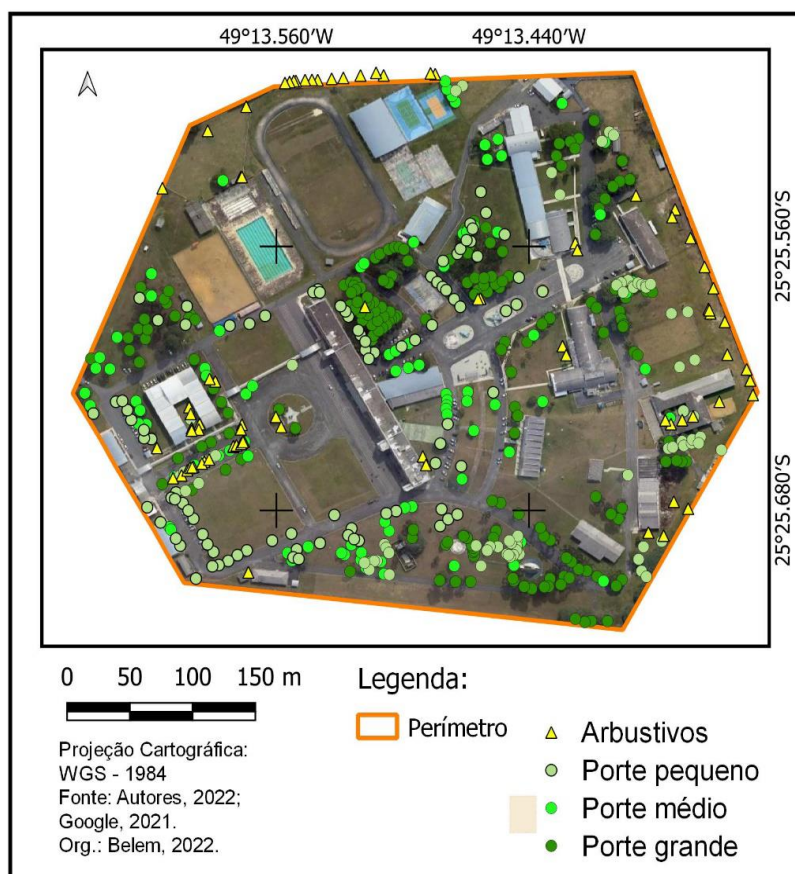 49°13.560'W 49°13.440'W
25°25.560'S
25°25.680'S
0 50 100 150 m
Projeção Cartográfica:
WGS - 1984
Fonte: Autores, 2022;
Google, 2021.
Org.: Belem, 2022.
Legenda:
Perímetro
Arbustivos
Porte pequeno
Porte médio
Porte grande